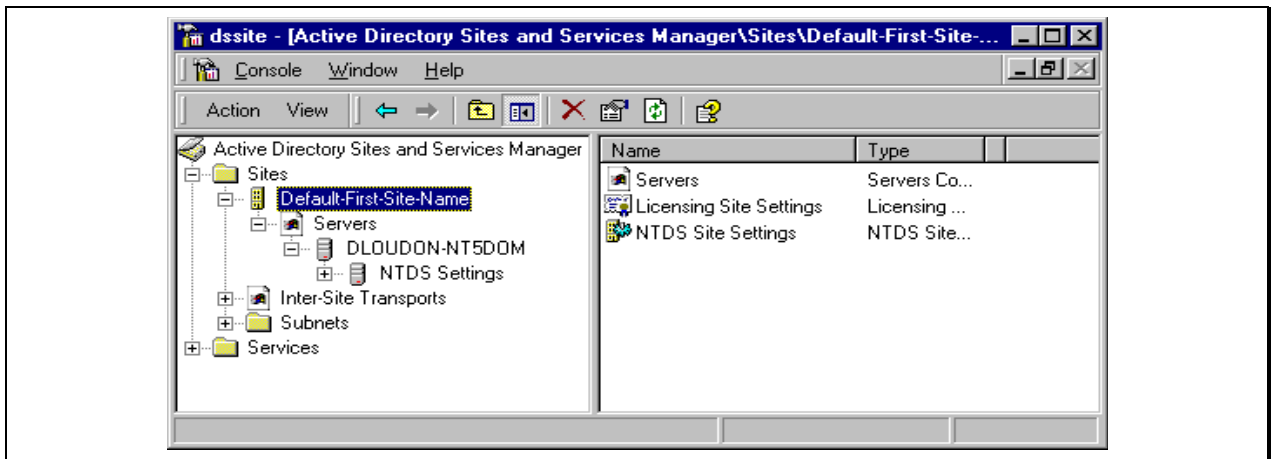 dssite - [Active Directory Sites and Services Manager\Sites\Default-First-Site-...
Console Window Help
Action View
Active Directory Sites and Services Manager
Sites
Default-First-Site-Name
Servers
DLOUDON-NT5DOM
NTDS Settings
Inter-Site Transports
Subnets
Services
Name Type
Servers Servers Co...
Licensing Site Settings Licensing ...
NTDS Site Settings NTDS Site...